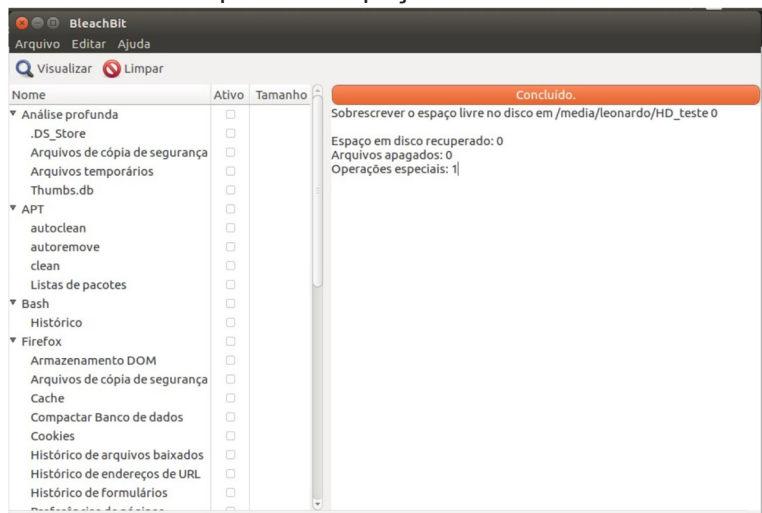 BleachBit
Arquivo Editar Ajuda
Visualizar Limpar
Nome Ativo Tamanho
Análise profunda
.DS_Store
Arquivos de cópia de segurança
Arquivos temporários
Thumbs.db
APT
autoclean
autoremove
clean
Listas de pacotes
Bash
Histórico
Firefox
Armazenamento DOM
Arquivos de cópia de segurança
Cache
Compactar Banco de dados
Cookies
Histórico de arquivos baixados
Histórico de endereços de URL
Histórico de formulários
Concluído.
Sobrescrever o espaço livre no disco em /media/leonardo/HD_teste 0
Espaço em disco recuperado: 0
Arquivos apagados: 0
Operações especiais: 1